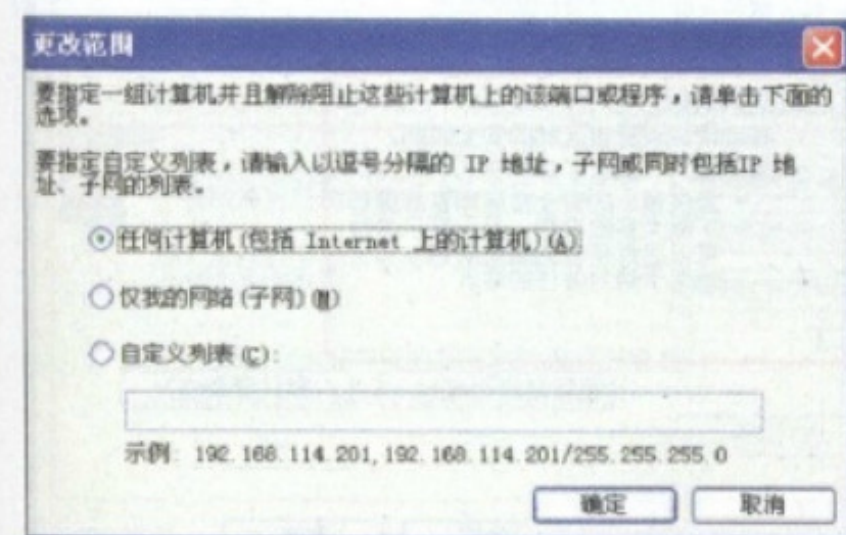 更改范围
要指定一组计算机并且解除阻止这些计算机上的该端口或程序，请单击下面的
选项。
要指定自定义列表，请输入以逗号分隔的 IP 地址，子网或同时包括IP 地
址、子网的列表。
任何计算机(包括 Internet 上的计算机)(A)
仅我的网络(子网)(M)
自定义列表(C):
示例: 192.168.114.201,192.168.114.201/255.255.255.0
确定 取消